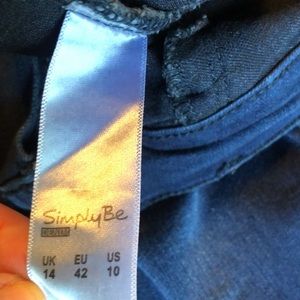 SimplyBe
DENIM
UK EU US
14 42 10